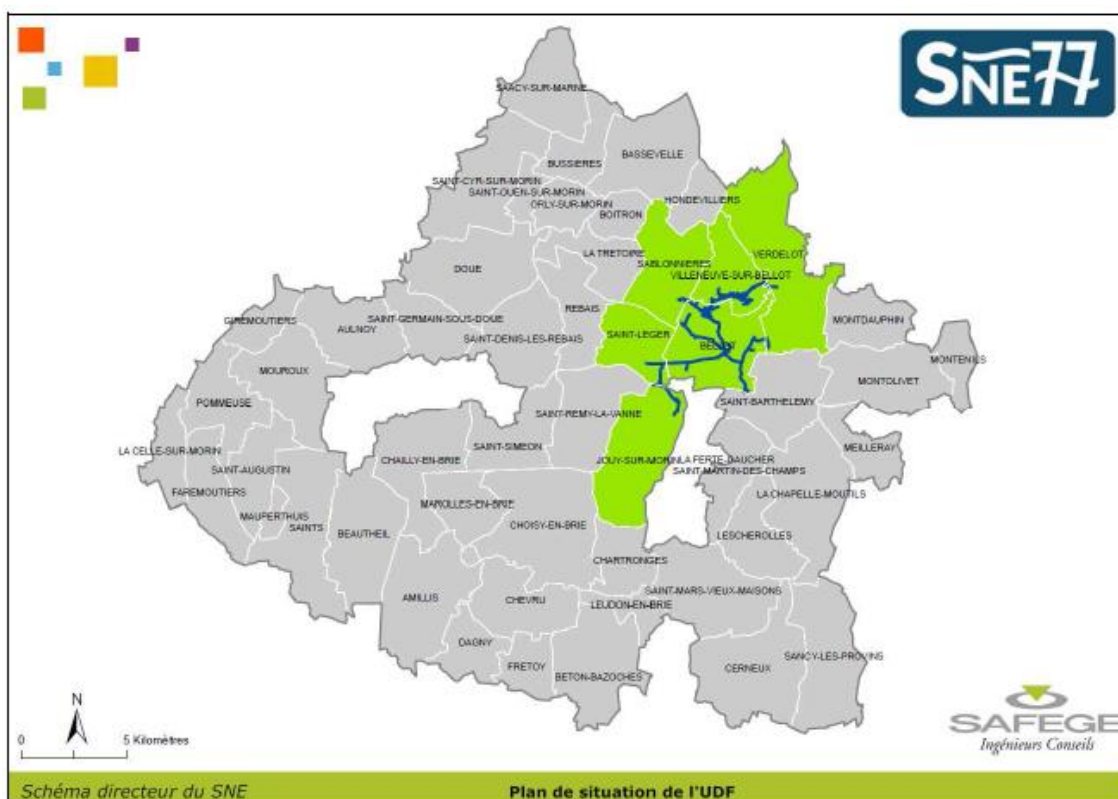 SNE77
SAACY-SUR-MARNE
BUSSIERES
BASSEVELLE
SAINT-CYR-SUR-MORIN
SAINT-OUEN-SUR-MORIN
ORLY-SUR-MORIN
HONDEVILLIERS
BOITRON
LA TRETOIRE
VERDELOT
SABLONNIERES
DOUE
VILLENEUVE-SUR-BELLOT
REBAIS
GIREMOUTIERS
SAINT-GERMAIN-SOUS-DOUE
MONTDAUPHIN
AULNOY
SAINT-LEGER
SAINT-DENIS-LES-REBAIS
BELLOT
MONTENILS
MOUROUX
MONTOLIVET
POMMEUSE
SAINT-BARTHELEMY
SAINT-REMY-LA-VANNE
LA CELLE-SUR-MORIN
SAINT-SIMEON
MEILLERAY
CHAILLY-EN-BRIE
JOUY-SUR-MORIN
LA FERTE-GAUCHER
SAINT-AUGUSTIN
SAINT-MARTIN-DES-CHAMPS
FAREMOUTIERS
LA CHAPELLE-MOUTILS
MAROLLES-EN-BRIE
MAUPERTHUIS
SAINTS
CHOISY-EN-BRIE
BEAUTHEIL
LESCHEROLLES
CHARTRONGES
SAINT-MARS-VIEUX-MAISONS
AMILLIS
CHEVRU
LEUDON-EN-BRIE
DAGNY
SANCY-LES-PROVINS
FRETOY
CERNEUX
BETON-BAZOCHES
N
0 5 Kilomètres
SAFEGE
Ingénieurs Conseils
Schéma directeur du SNE Plan de situation de l'UDF